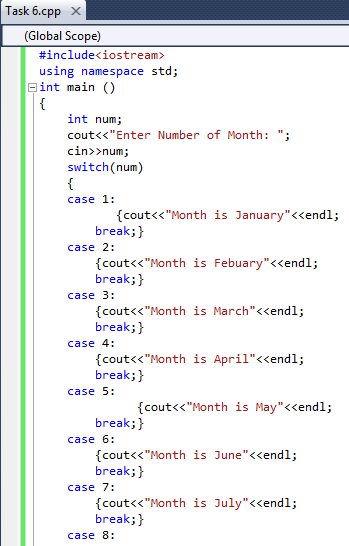 Task 6.cpp
(Global Scope)
#include<iostream>
using namespace std;
int main ()
{
int num;
cout<<"Enter Number of Month: ";
cin>>num;
switch(num)
{
case 1:
{cout<<"Month is January"<<endl;
break;}
case 2:
{cout<<"Month is Febuary"<<endl;
break;}
case 3:
{cout<<"Month is March"<<endl;
break;}
case 4:
{cout<<"Month is April"<<endl;
break;}
case 5:
{cout<<"Month is May"<<endl;
break;}
case 6:
{cout<<"Month is June"<<endl;
break;}
case 7:
{cout<<"Month is July"<<endl;
break;}
case 8: